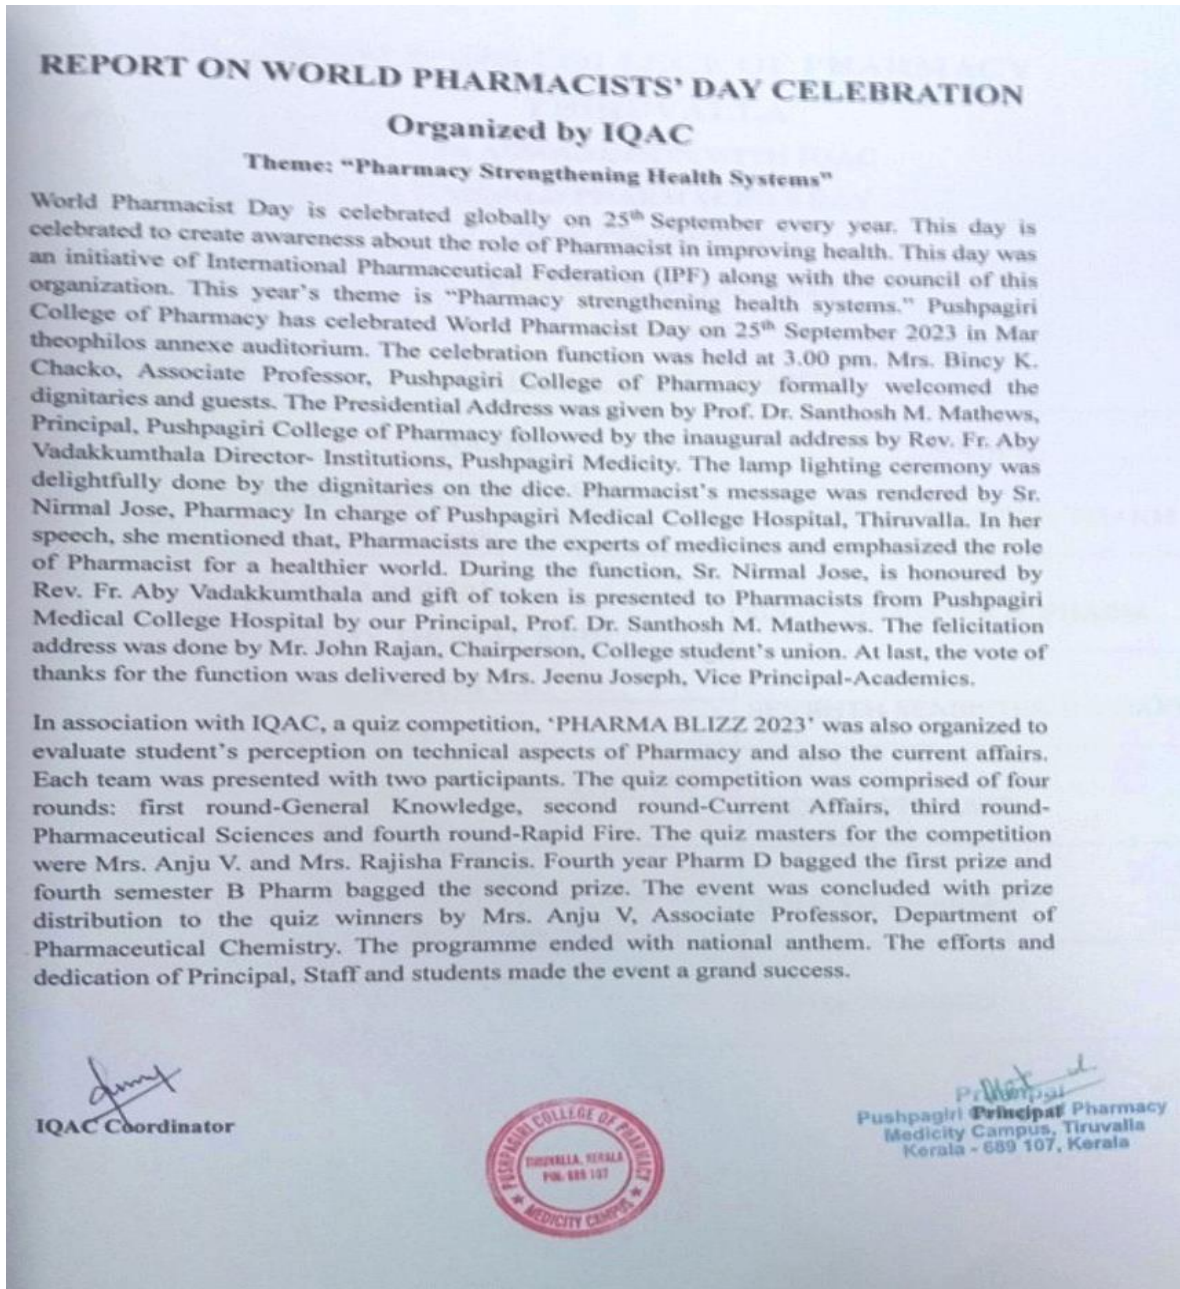 REPORT ON WORLD PHARMACISTS' DAY CELEBRATION
Organized by IQAC
Theme: "Pharmacy Strengthening Health Systems"
World Pharmacist Day is celebrated globally on 25th September every year. This day is
celebrated to create awareness about the role of Pharmacist in improving health. This day was
an initiative of International Pharmaceutical Federation (IPF) along with the council of this
organization. This year's theme is "Pharmacy strengthening health systems." Pushpagiri
College of Pharmacy has celebrated World Pharmacist Day on 25th September 2023 in Mar
theophilos annexe auditorium. The celebration function was held at 3.00 pm. Mrs. Bincy K.
Chacko, Associate Professor, Pushpagiri College of Pharmacy formally welcomed the
dignitaries and guests. The Presidential Address was given by Prof. Dr. Santhosh M. Mathews,
Principal, Pushpagiri College of Pharmacy followed by the inaugural address by Rev. Fr. Aby
Vadakkumthala Director- Institutions, Pushpagiri Medicity. The lamp lighting ceremony was
delightfully done by the dignitaries on the dice. Pharmacist's message was rendered by Sr.
Nirmal Jose, Pharmacy In charge of Pushpagiri Medical College Hospital, Thiruvalla. In her
speech, she mentioned that, Pharmacists are the experts of medicines and emphasized the role
of Pharmacist for a healthier world. During the function, Sr. Nirmal Jose, is honoured by
Rev. Fr. Aby Vadakkumthala and gift of token is presented to Pharmacists from Pushpagiri
Medical College Hospital by our Principal, Prof. Dr. Santhosh M. Mathews. The felicitation
address was done by Mr. John Rajan, Chairperson, College student's union. At last, the vote of
thanks for the function was delivered by Mrs. Jeenu Joseph, Vice Principal-Academics.
In association with IQAC, a quiz competition, 'PHARMA BLIZZ 2023' was also organized to
evaluate student's perception on technical aspects of Pharmacy and also the current affairs.
Each team was presented with two participants. The quiz competition was comprised of four
rounds: first round-General Knowledge, second round-Current Affairs, third round-
Pharmaceutical Sciences and fourth round-Rapid Fire. The quiz masters for the competition
were Mrs. Anju V. and Mrs. Rajisha Francis. Fourth year Pharm D bagged the first prize and
fourth semester B Pharm bagged the second prize. The event was concluded with prize
distribution to the quiz winners by Mrs. Anju V, Associate Professor, Department of
Pharmaceutical Chemistry. The programme ended with national anthem. The efforts and
dedication of Principal, Staff and students made the event a grand success.
IQAC Coordinator
PUSHPAGIRI COLLEGE OF PHARMACY
TIRUVALLA, KERALA
PIN: 689 107
★ MEDICITY CAMPUS ★
Principal
Principal
Pushpagiri College of Pharmacy
Medicity Campus, Tiruvalla
Kerala - 689 107, Kerala